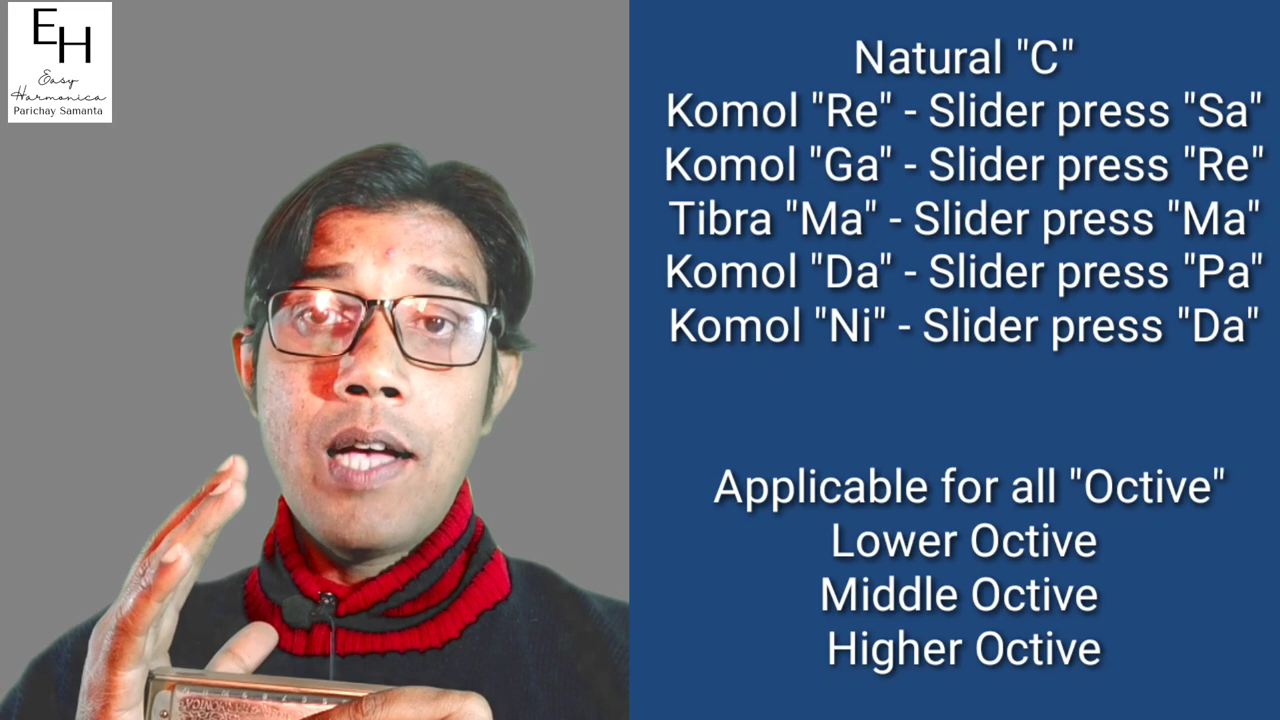 EH
Easy
Harmonica
Parichay Samanta
Natural "C"
Komol "Re" - Slider press "Sa"
Komol "Ga" - Slider press "Re"
Tibra "Ma" - Slider press "Ma"
Komol "Da" - Slider press "Pa"
Komol "Ni" - Slider press "Da"
Applicable for all "Octive"
Lower Octive
Middle Octive
Higher Octive